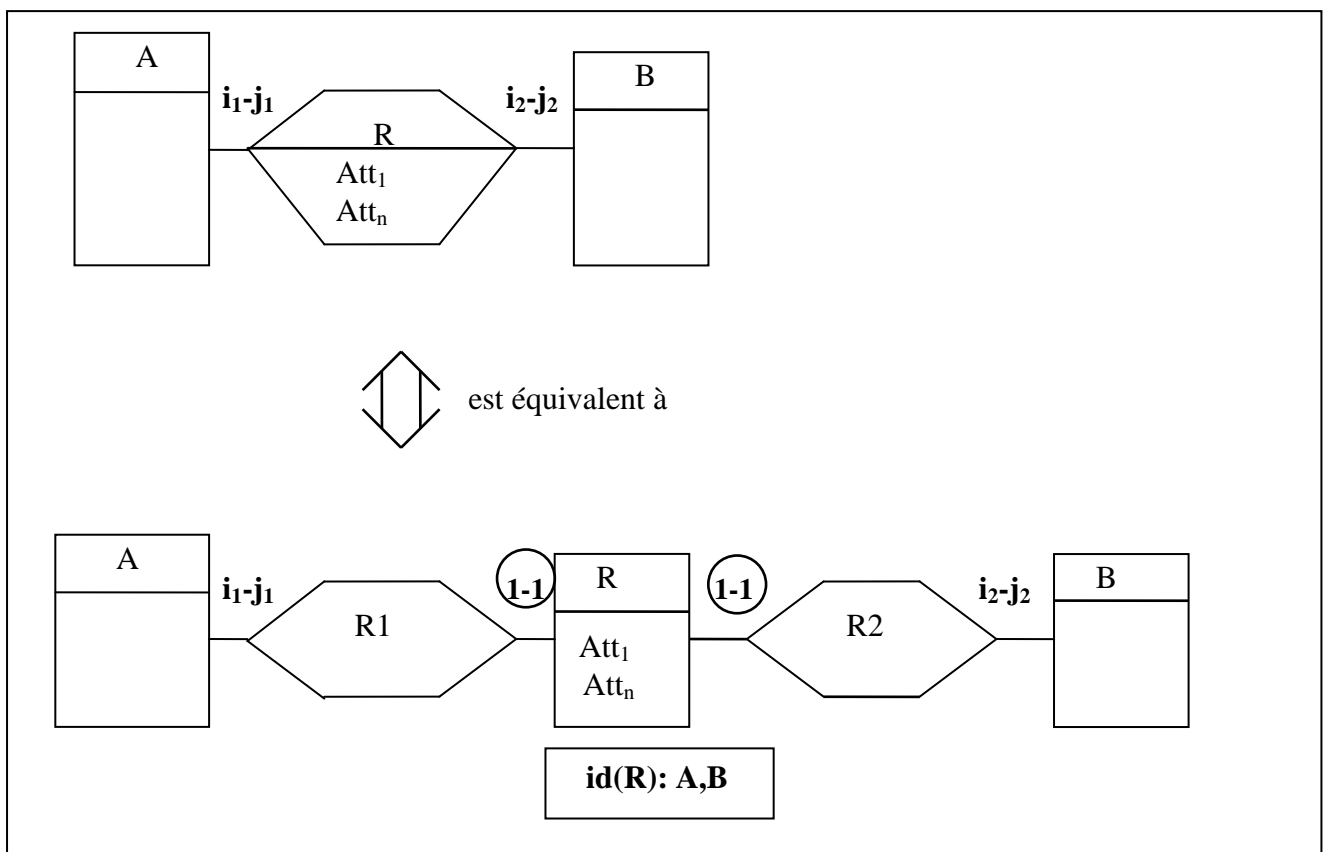 A
B
i₁-j₁
i₂-j₂
R
Att₁
Attₙ
est équivalent à
A
R
B
i₁-j₁
1-1
1-1
i₂-j₂
R1
R2
Att₁
Attₙ
id(R): A,B